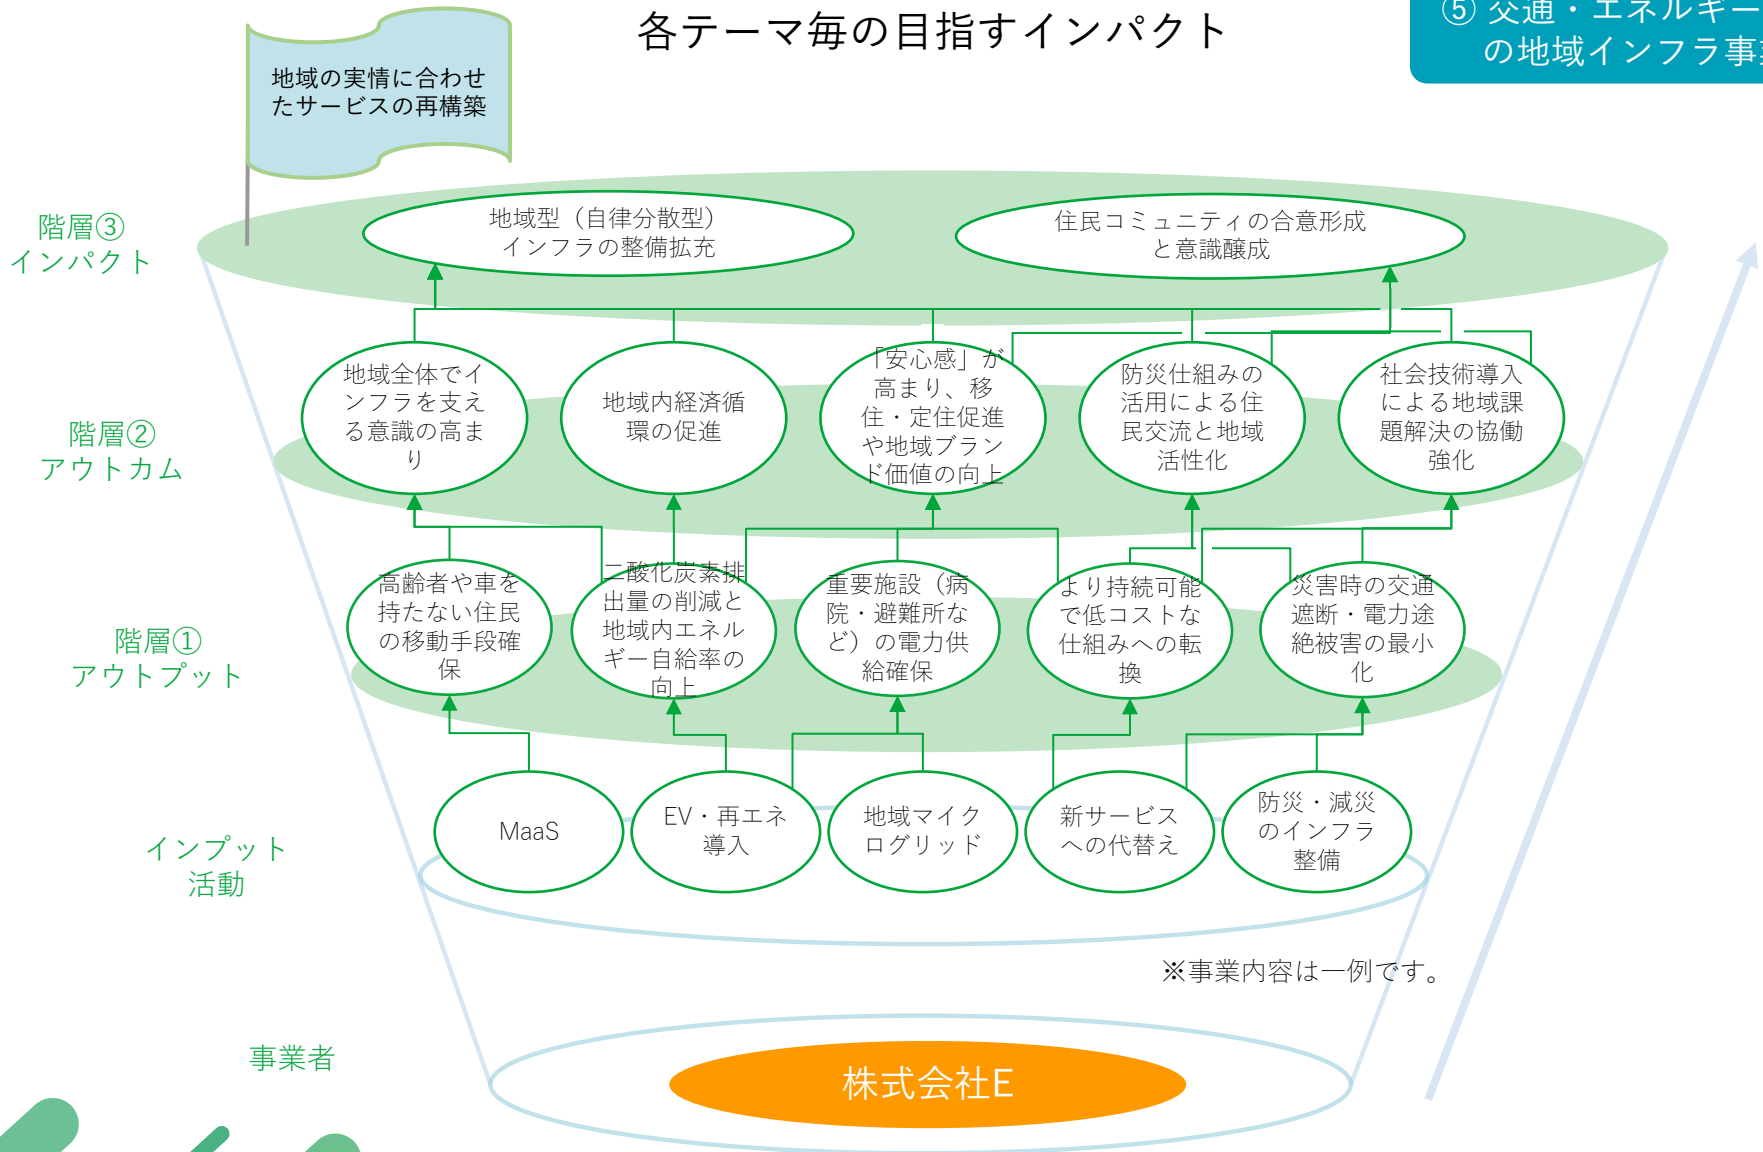 各テーマ毎の目指すインパクト
⑤ 交通・エネルギー
の地域インフラ事
地域の実情に合わせ
たサービスの再構築
階層③
インパクト
地域型（自律分散型）
インフラの整備拡充
住民コミュニティの合意形成
と意識醸成
階層②
アウトカム
地域全体でイ
ンフラを支え
る意識の高ま
り
地域内経済循
環の促進
「安心感」が
高まり、移
住・定住促進
や地域ブラン
ド価値の向上
防災仕組みの
活用による住
民交流と地域
活性化
社会技術導入
による地域課
題解決の協働
強化
階層①
アウトプット
高齢者や車を
持たない住民
の移動手段確
保
二酸化炭素排
出量の削減と
地域内エネル
ギー自給率の
向上
重要施設（病
院・避難所な
ど）の電力供
給確保
より持続可能
で低コストな
仕組みへの転
換
災害時の交通
遮断・電力途
絶被害の最小
化
インプット
活動
MaaS
EV・再エネ
導入
地域マイク
ログリッド
新サービス
への代替え
防災・減災
のインフラ
整備
※事業内容は一例です。
事業者
株式会社E